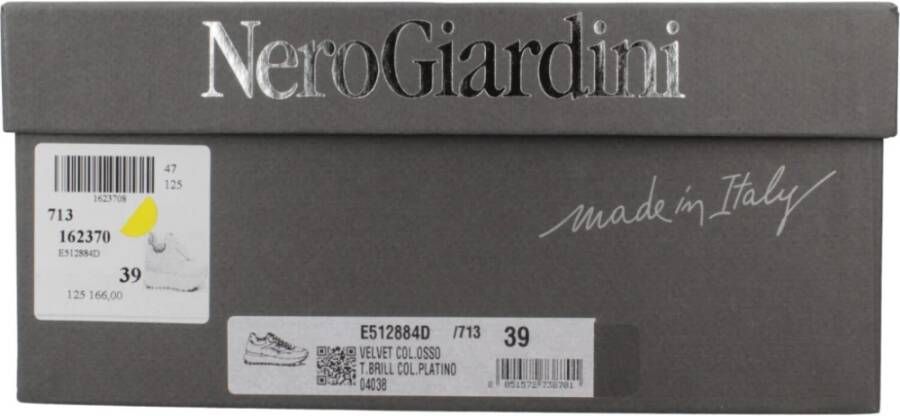 NeroGiardini
made in Italy
47
125
1623708
713
162370
E512884D
39
125 166,00
E512884D /713 39
VELVET COL.OSSO
T.BRILL COL.PLATINO
04038